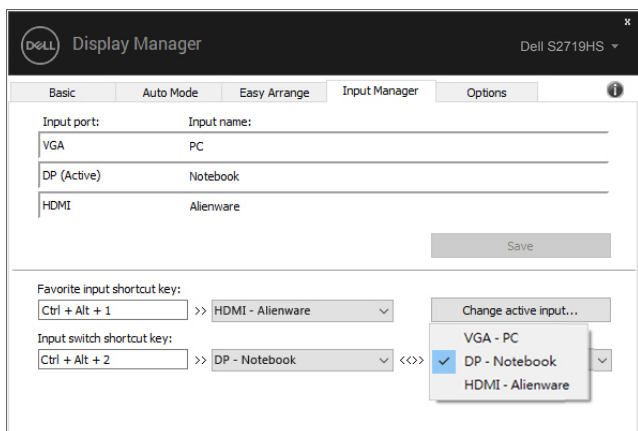 x
DELL Display Manager Dell S2719HS
Basic Auto Mode Easy Arrange Input Manager Options i
Input port: Input name:
VGA PC
DP (Active) Notebook
HDMI Alienware
Save
Favorite input shortcut key:
Ctrl + Alt + 1 >> HDMI - Alienware Change active input...
Input switch shortcut key:
VGA - PC
Ctrl + Alt + 2 >> DP - Notebook <<>> DP - Notebook
HDMI - Alienware